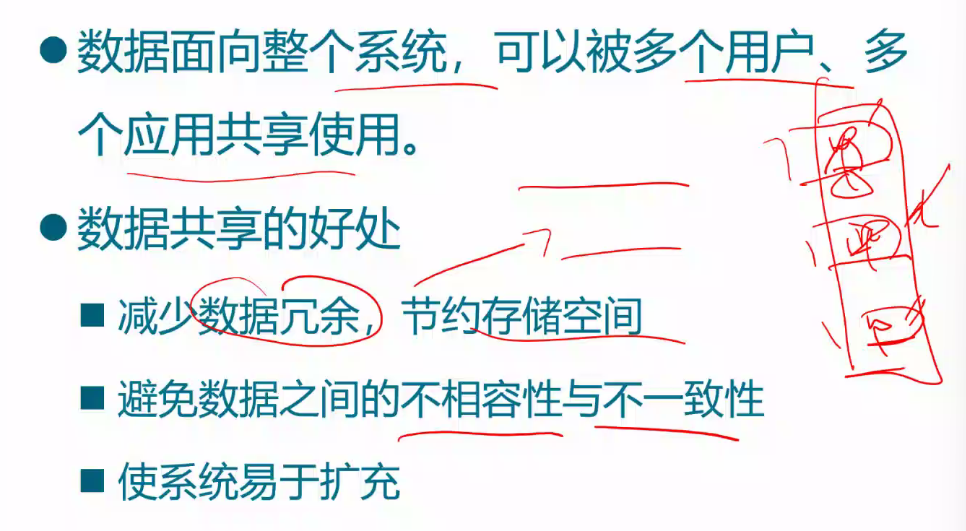 数据面向整个系统，可以被多个用户、多
个应用共享使用。
数据共享的好处
减少数据冗余，节约存储空间
避免数据之间的不相容性与不一致性
使系统易于扩充